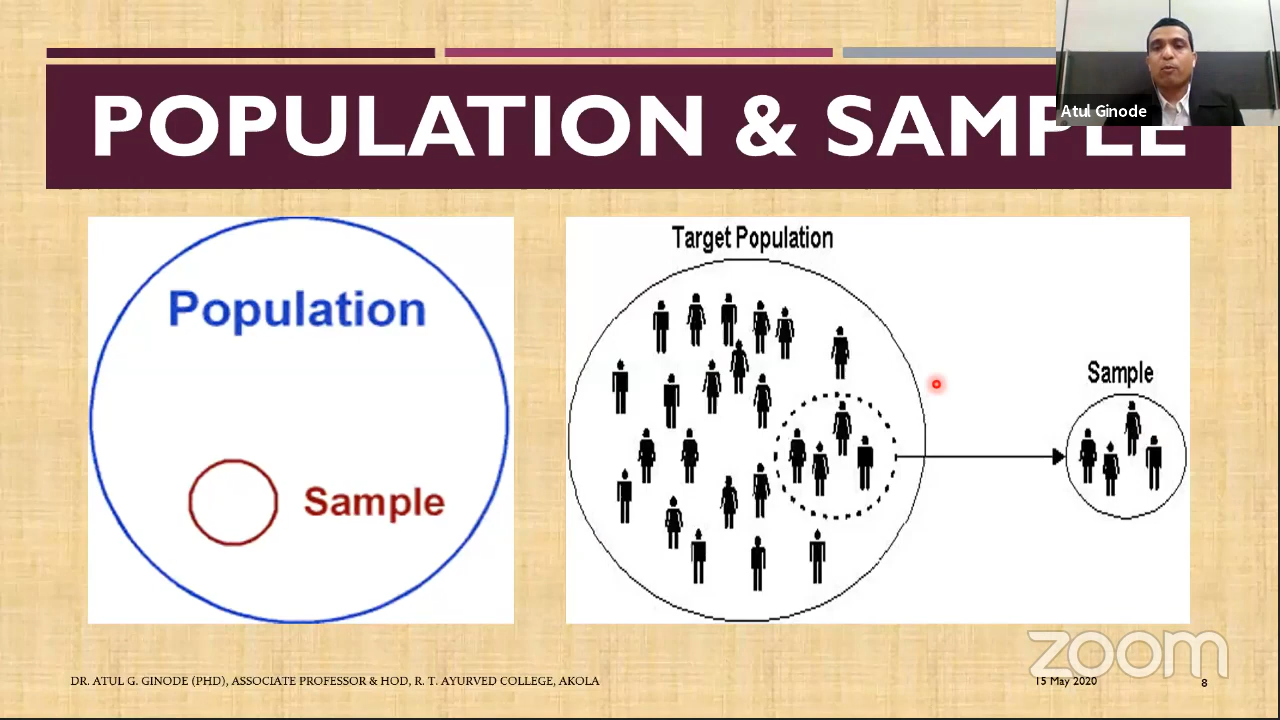 POPULATION & SAMPLE
Atul Ginode
Population
Sample
Target Population
Sample
zoom
DR. ATUL G. GINODE (PHD), ASSOCIATE PROFESSOR & HOD, R. T. AYURVED COLLEGE, AKOLA
15 May 2020
8